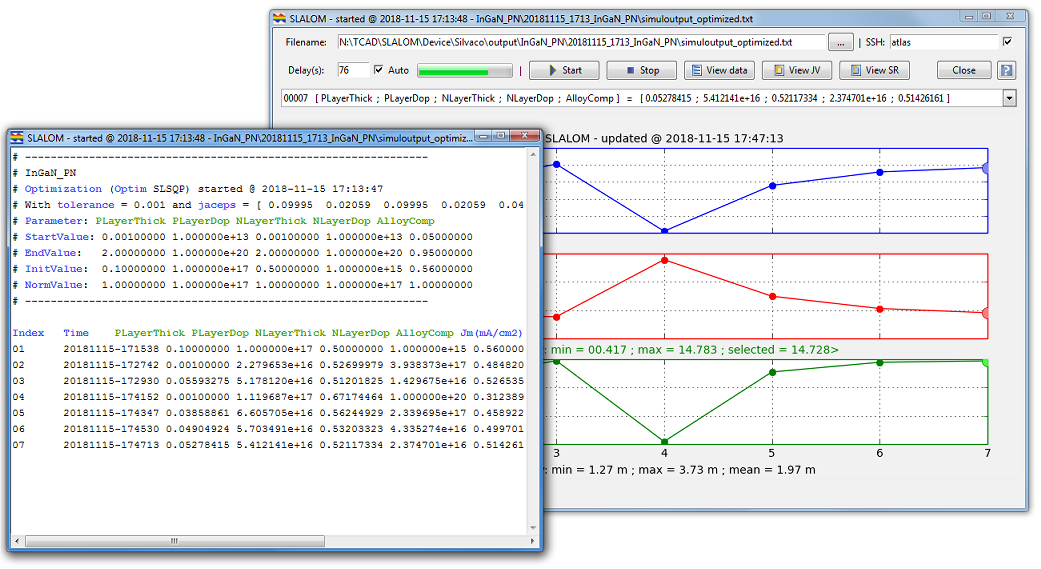 SLALOM - started @ 2018-11-15 17:13:48 - InGaN_PN\20181115_1713_InGaN_PN\simuloutput_optimized.txt
Filename: N:\TCAD\SLALOM\Device\Silvaco\output\InGaN_PN\20181115_1713_InGaN_PN\simuloutput_optimized.txt ... | SSH: atlas
Delay(s): 76 Auto | Start Stop View data View JV View SR Close ?
00007 [ PLayerThick ; PLayerDop ; NLayerThick ; NLayerDop ; AlloyComp ] = [ 0.05278415 ; 5.412141e+16 ; 0.52117334 ; 2.374701e+16 ; 0.51426161 ]
SLALOM - updated @ 2018-11-15 17:47:13
: min = 00.417 ; max = 14.783 ; selected = 14.728>
3 4 5 6 7
: min = 1.27 m ; max = 3.73 m ; mean = 1.97 m
SLALOM - started @ 2018-11-15 17:13:48 - InGaN_PN\20181115_1713_InGaN_PN\simuloutput_optimiz...
# ---------------------------------------------------------------
# InGaN_PN
# Optimization (Optim SLSQP) started @ 2018-11-15 17:13:47
# With tolerance = 0.001 and jaceps = [ 0.09995 0.02059 0.09995 0.02059 0.04
# Parameter: PLayerThick PLayerDop NLayerThick NLayerDop AlloyComp
# StartValue: 0.00100000 1.000000e+13 0.00100000 1.000000e+13 0.05000000
# EndValue: 2.00000000 1.000000e+20 2.00000000 1.000000e+20 0.95000000
# InitValue: 0.10000000 1.000000e+17 0.50000000 1.000000e+15 0.56000000
# NormValue: 1.00000000 1.000000e+17 1.00000000 1.000000e+17 1.00000000
# ---------------------------------------------------------------
Index Time PLayerThick PLayerDop NLayerThick NLayerDop AlloyComp Jm(mA/cm2)
01 20181115-171538 0.10000000 1.000000e+17 0.50000000 1.000000e+15 0.560000
02 20181115-172742 0.00100000 2.279653e+16 0.52699979 3.938373e+17 0.484820
03 20181115-172930 0.05593275 5.178120e+16 0.51201825 1.429675e+16 0.526535
04 20181115-174152 0.00100000 1.119687e+17 0.67174464 1.000000e+20 0.312389
05 20181115-174347 0.03858861 6.605705e+16 0.56244929 2.339695e+17 0.458922
06 20181115-174530 0.04904924 5.703491e+16 0.53203323 4.335274e+16 0.499701
07 20181115-174713 0.05278415 5.412141e+16 0.52117334 2.374701e+16 0.514261